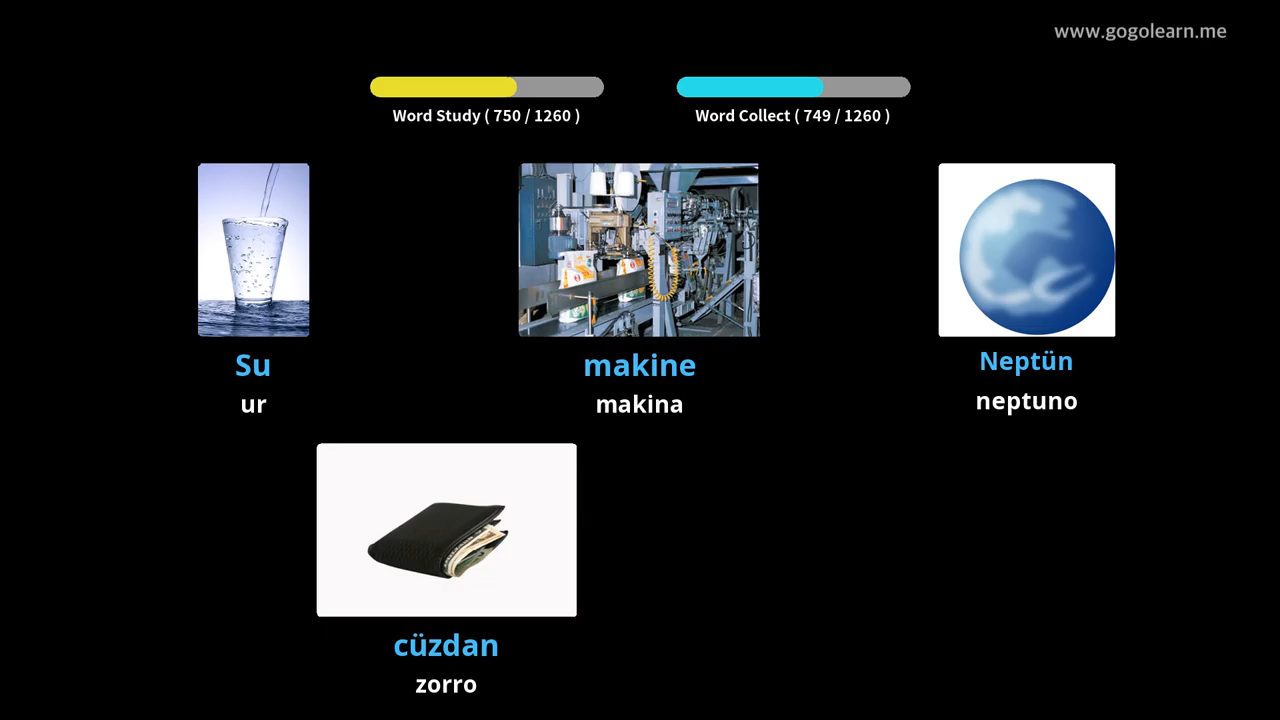 www.gogolearn.me
Word Study ( 750 / 1260 )
Word Collect ( 749 / 1260 )
Su
ur
makine
makina
Neptün
neptuno
cüzdan
zorro